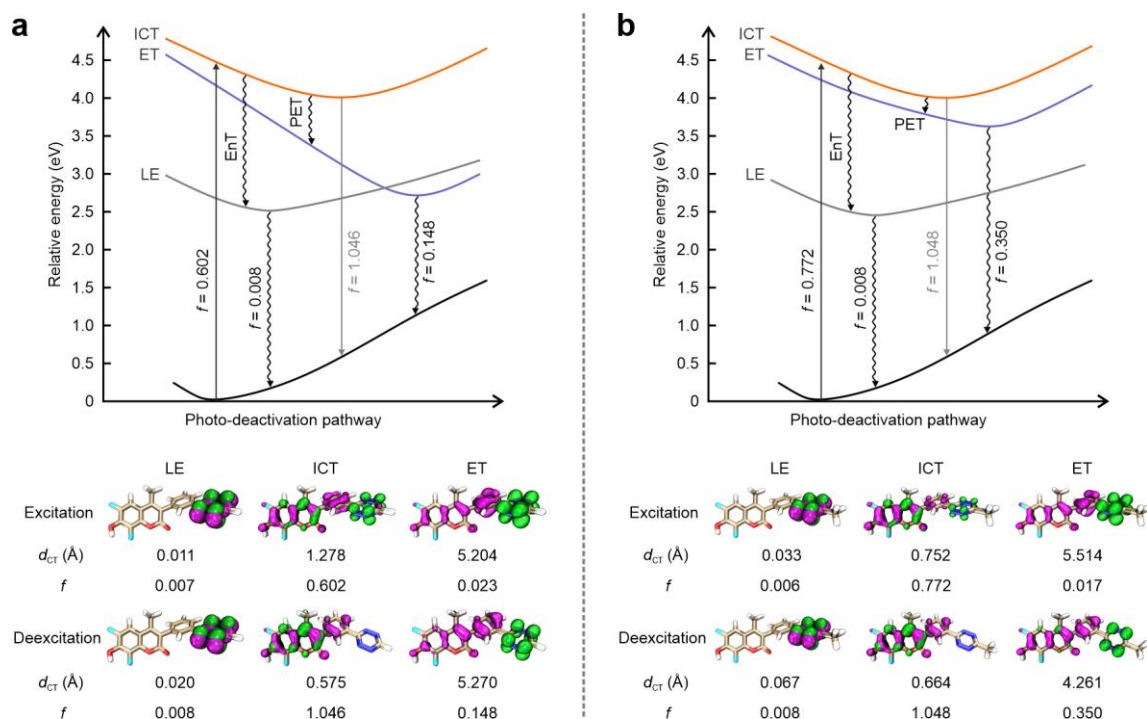 a
ICT
ET
4.5
4.0
3.5
3.0
2.5
2.0
1.5
1.0
0.5
0
Relative energy (eV)
LE
EnT
PET
f = 0.602
f = 0.008
f = 1.046
f = 0.148
Photo-deactivation pathway
LE ICT ET
Excitation
d_CT (Å) 0.011 1.278 5.204
f 0.007 0.602 0.023
Deexcitation
d_CT (Å) 0.020 0.575 5.270
f 0.008 1.046 0.148
b
ICT
ET
4.5
4.0
3.5
3.0
2.5
2.0
1.5
1.0
0.5
0
Relative energy (eV)
LE
EnT
PET
f = 0.772
f = 0.008
f = 1.048
f = 0.350
Photo-deactivation pathway
LE ICT ET
Excitation
d_CT (Å) 0.033 0.752 5.514
f 0.006 0.772 0.017
Deexcitation
d_CT (Å) 0.067 0.664 4.261
f 0.008 1.048 0.350